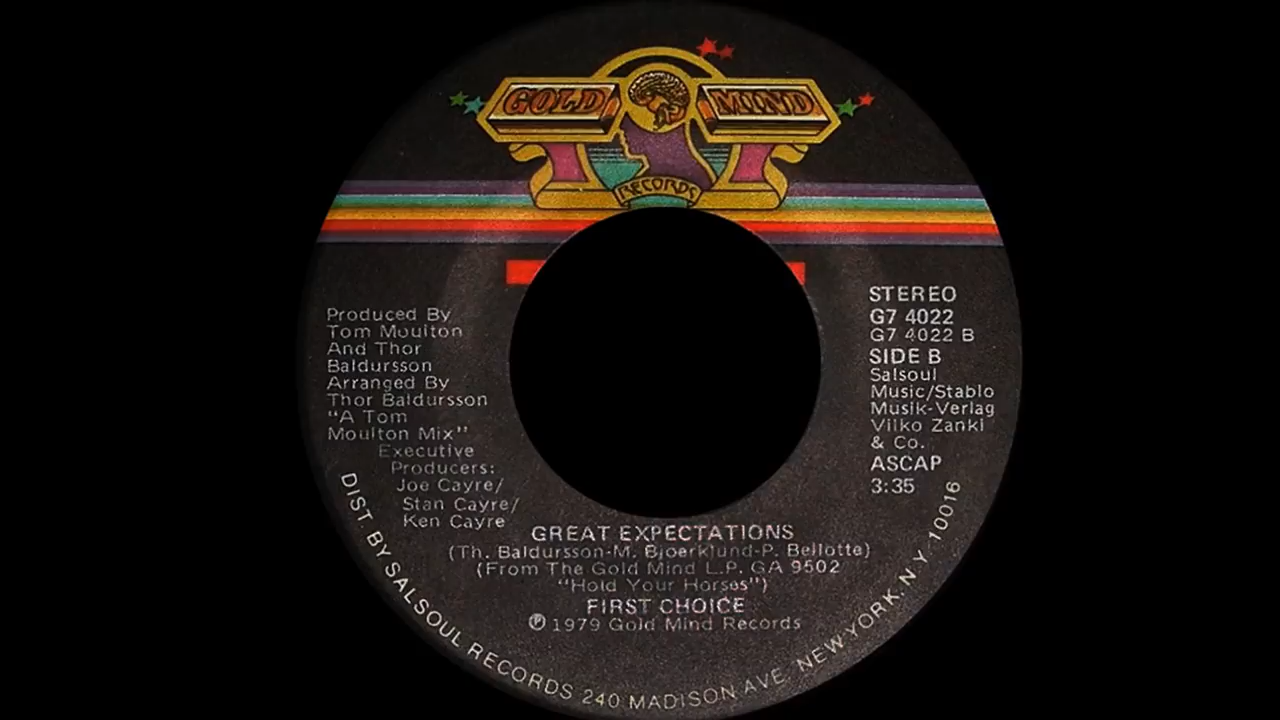 GOLD MIND
RECORDS
Produced By
Tom Moulton
And Thor
Baldursson
Arranged By
Thor Baldursson
"A Tom
Moulton Mix"
Executive
Producers:
Joe Cayre/
Stan Cayre/
Ken Cayre
STEREO
G7 4022
G7 4022 B
SIDE B
Salsoul
Music/Stablo
Musik-Verlag
Vilko Zanki
& Co.
ASCAP
3:35
GREAT EXPECTATIONS
(Th. Baldursson-M. Bjoerklund-P. Bellotte)
(From The Gold Mind L.P. GA 9502
"Hold Your Horses")
FIRST CHOICE
℗ 1979 Gold Mind Records
DIST. BY SALSOUL RECORDS 240 MADISON AVE. NEW YORK, N.Y. 10016